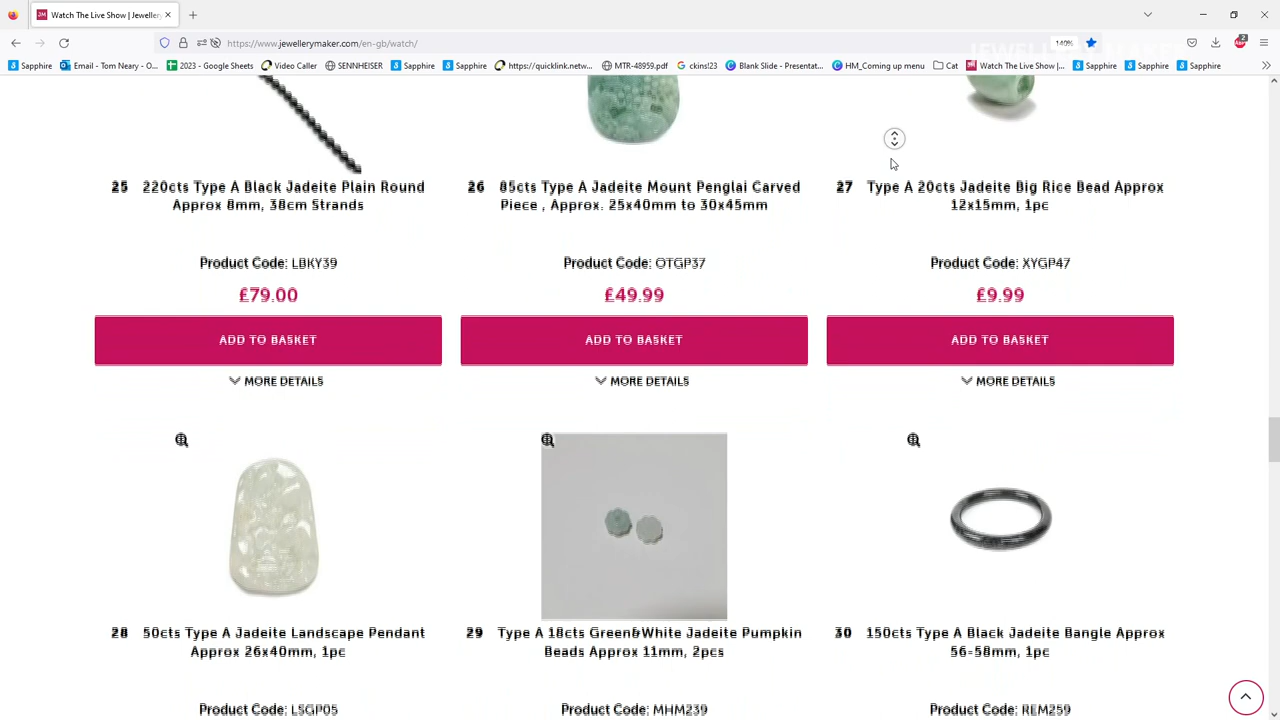 Watch The Live Show | Jeweller
https://www.jewellerymaker.com
gb/watch/
140%
2
Sapphire
Email - Tom Neary - O...
2023 - Google Sheets
Video Caller
SENNHEISER
Sapphire
Sapphire
https://quicklink.netw...
MTR-48959.pdf
ckins!23
Blank Slide - Presentat...
HM_Coming up menu
Cat
Watch The Live Show |...
Sapphire
Sapphire
Sapphire
25 220cts Type A Black Jadeite Plain Round
Approx 8mm, 38cm Strands
Product Code: LBKY39
£79.00
ADD TO BASKET
MORE DETAILS
26 85cts Type A Jadeite Mount Penglai Carved
Piece , Approx. 25x40mm to 30x45mm
Product Code: OTGP37
£49.99
ADD TO BASKET
MORE DETAILS
27 Type A 20cts Jadeite Big Rice Bead Approx
12x15mm, 1pc
Product Code: XYGP47
£9.99
ADD TO BASKET
MORE DETAILS
28 50cts Type A Jadeite Landscape Pendant
Approx 26x40mm, 1pc
Product Code: LSGP05
29 Type A 18cts Green&White Jadeite Pumpkin
Beads Approx 11mm, 2pcs
Product Code: MHM239
30 150cts Type A Black Jadeite Bangle Approx
56-58mm, 1pc
Product Code: REM259